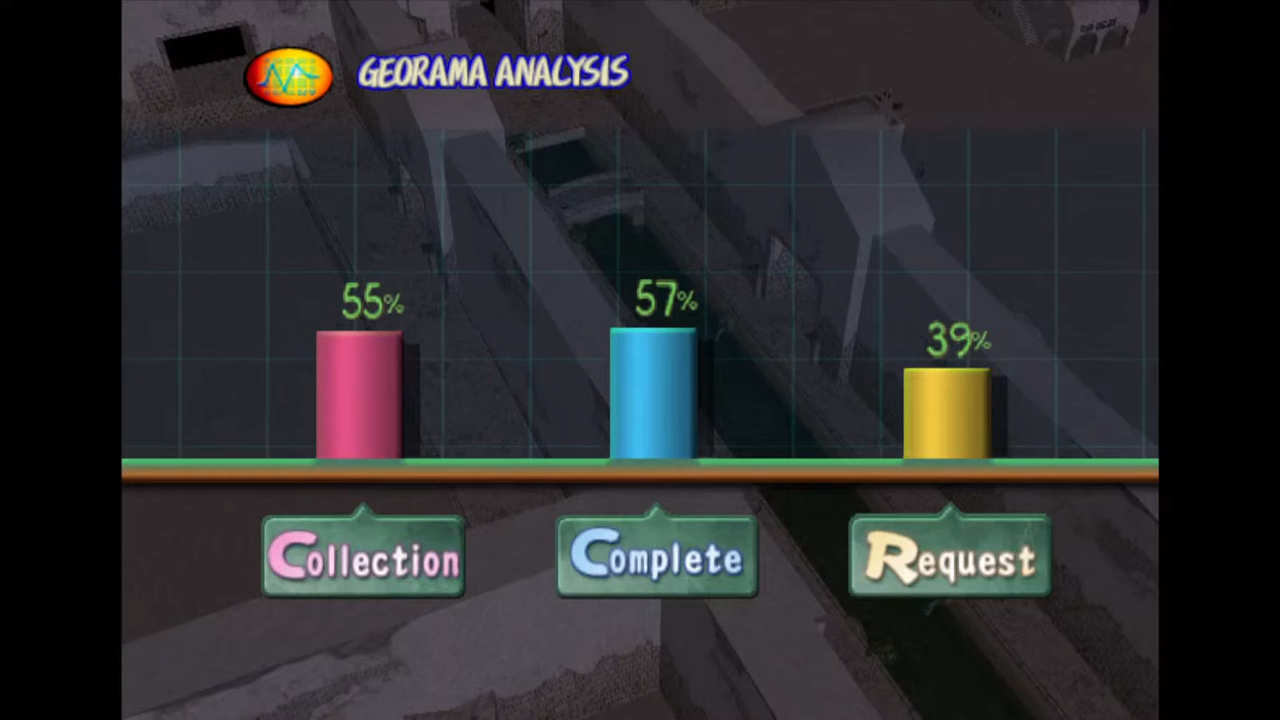 GEORAMA ANALYSIS
55%
57%
39%
Collection
Complete
Request